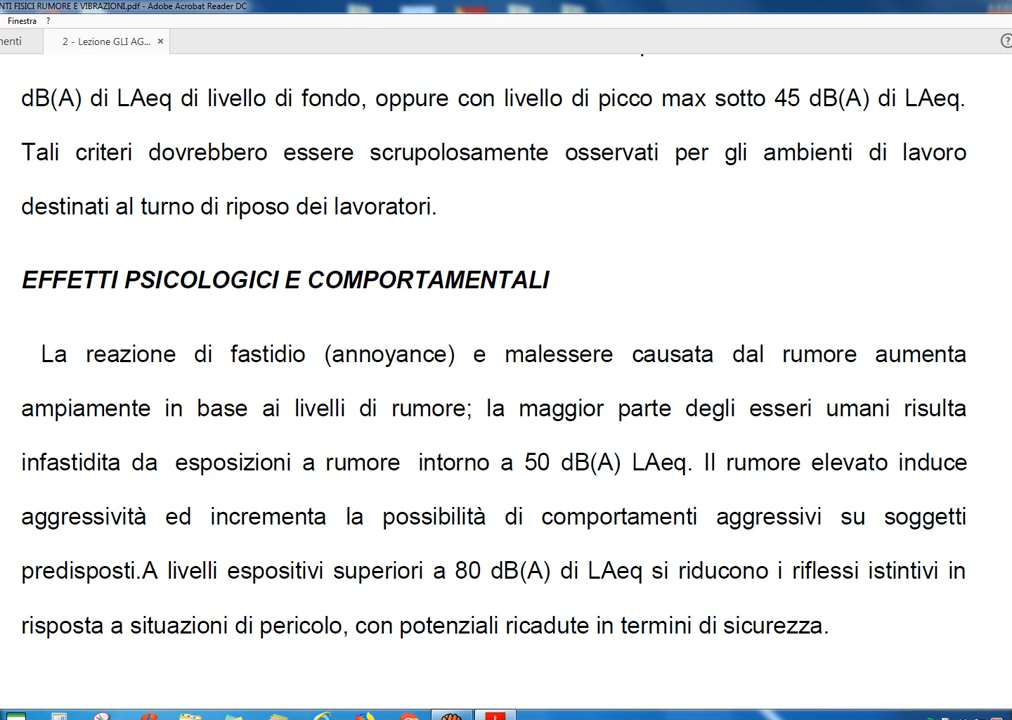 NTI FISICI RUMORE E VIBRAZIONI.pdf - Adobe Acrobat Reader DC
Finestra ?
menti 2 - Lezione GLI AG... × ?
dB(A) di LAeq di livello di fondo, oppure con livello di picco max sotto 45 dB(A) di LAeq.
Tali criteri dovrebbero essere scrupolosamente osservati per gli ambienti di lavoro
destinati al turno di riposo dei lavoratori.
EFFETTI PSICOLOGICI E COMPORTAMENTALI
La reazione di fastidio (annoyance) e malessere causata dal rumore aumenta
ampiamente in base ai livelli di rumore; la maggior parte degli esseri umani risulta
infastidita da esposizioni a rumore intorno a 50 dB(A) LAeq. Il rumore elevato induce
aggressività ed incrementa la possibilità di comportamenti aggressivi su soggetti
predisposti.A livelli espositivi superiori a 80 dB(A) di LAeq si riducono i riflessi istintivi in
risposta a situazioni di pericolo, con potenziali ricadute in termini di sicurezza.